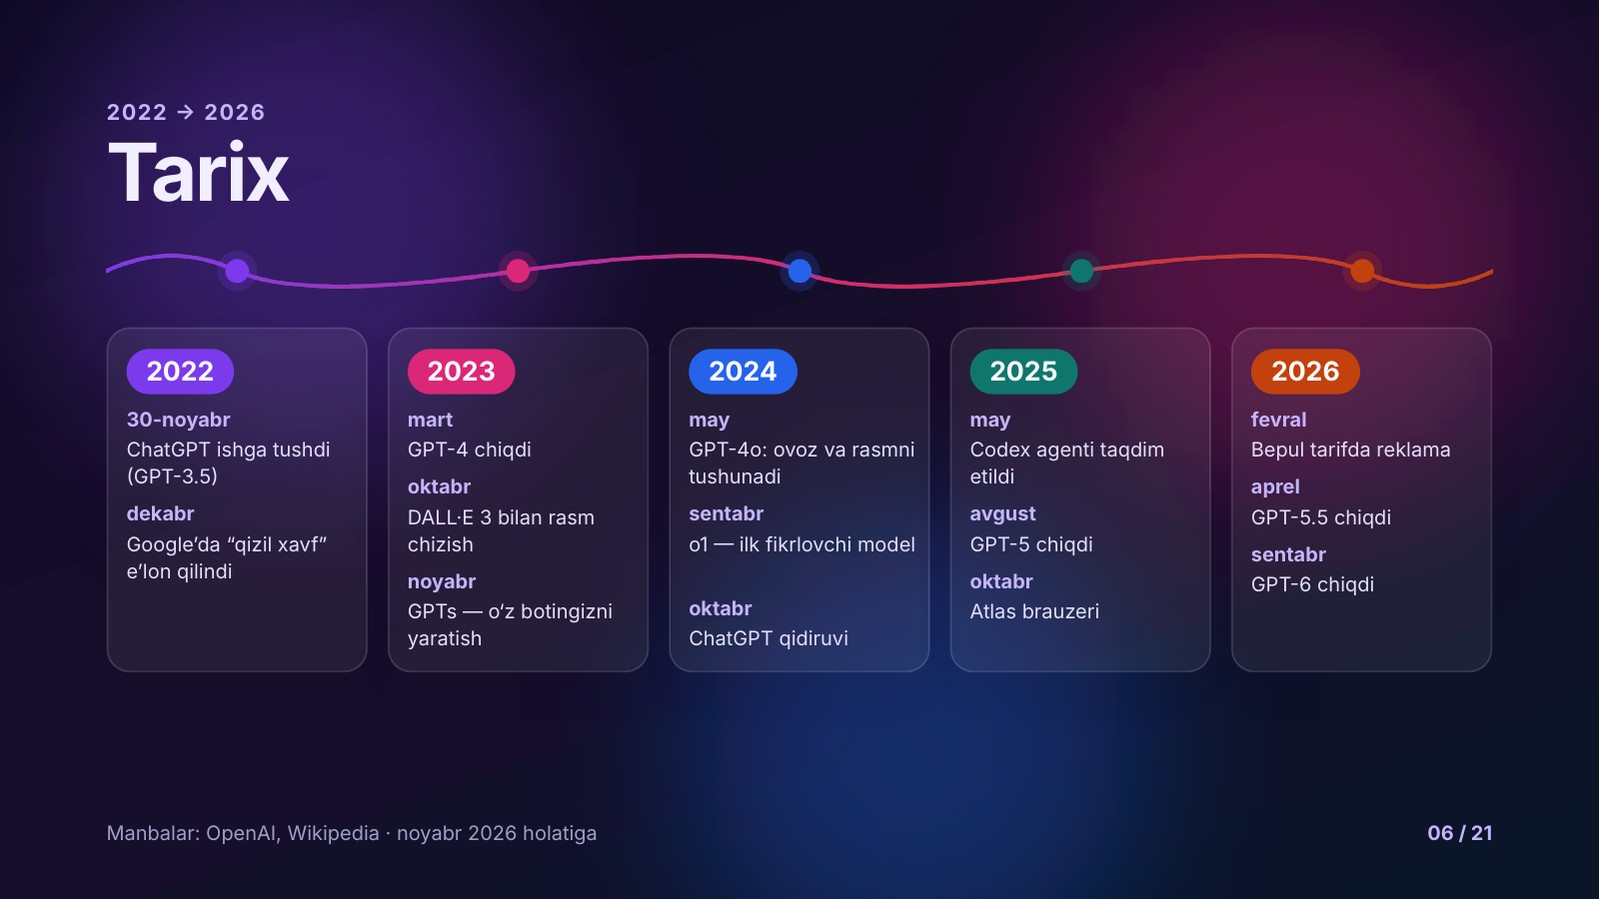 2022 → 2026
Tarix
2022
30-noyabr
ChatGPT ishga tushdi
(GPT-3.5)
dekabr
Google’da “qizil xavf”
e’lon qilindi
2023
mart
GPT-4 chiqdi
oktabr
DALL·E 3 bilan rasm
chizish
noyabr
GPTs — o‘z botingizni
yaratish
2024
may
GPT-4o: ovoz va rasmni
tushunadi
sentabr
o1 — ilk fikrlovchi model
oktabr
ChatGPT qidiruvi
2025
may
Codex agenti taqdim
etildi
avgust
GPT-5 chiqdi
oktabr
Atlas brauzeri
2026
fevral
Bepul tarifda reklama
aprel
GPT-5.5 chiqdi
sentabr
GPT-6 chiqdi
Manbalar: OpenAI, Wikipedia · noyabr 2026 holatiga
06 / 21